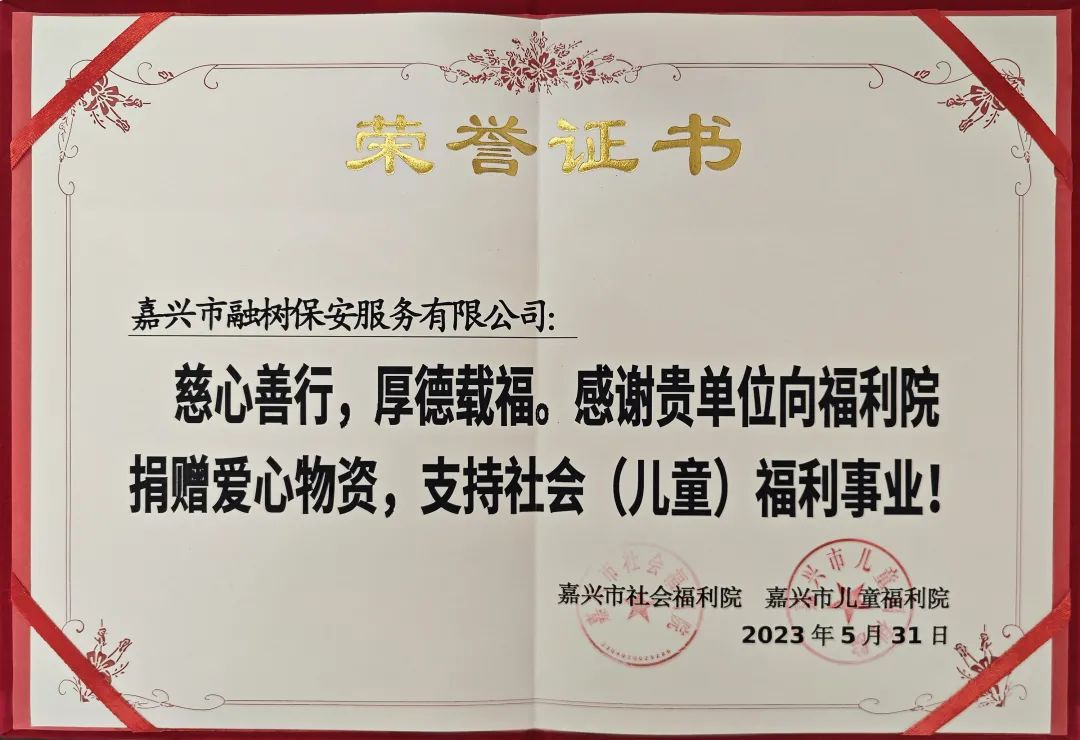 荣誉证书
嘉兴市融树保安服务有限公司：
慈心善行，厚德载福。感谢贵单位向福利院
捐赠爱心物资，支持社会（儿童）福利事业！
嘉兴市社会福利院 嘉兴市儿童福利院
2023年5月31日